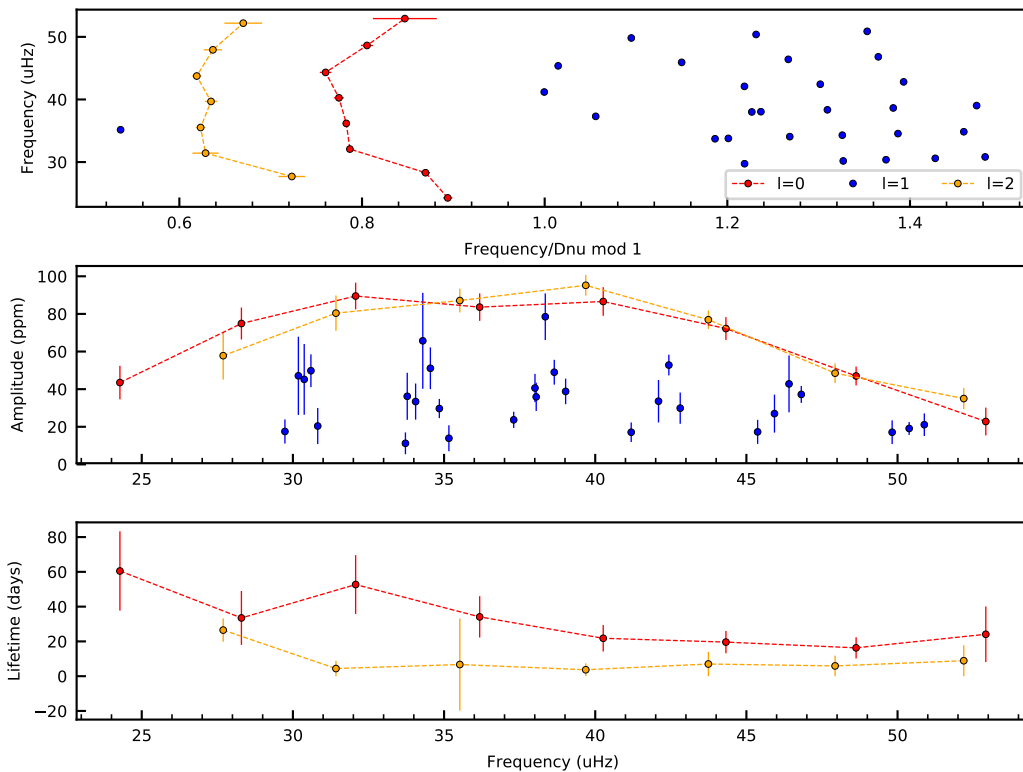 Frequency (uHz)
50
40
30
l=0 l=1 l=2
0.6 0.8 1.0 1.2 1.4
Frequency/Dnu mod 1
Amplitude (ppm)
100
80
60
40
20
0
25 30 35 40 45 50
Lifetime (days)
80
60
40
20
0
−20
25 30 35 40 45 50
Frequency (uHz)